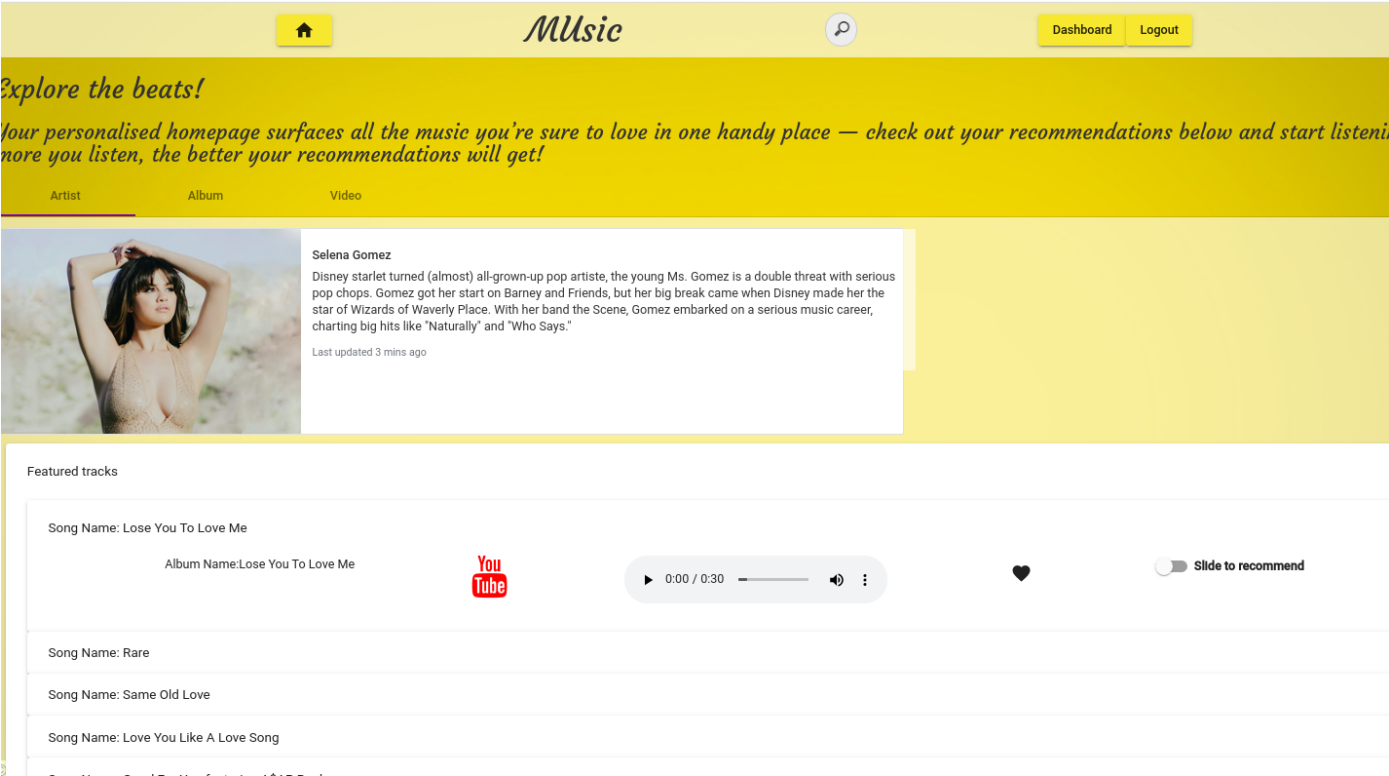 MUsic
Dashboard Logout
Explore the beats!
Your personalised homepage surfaces all the music you're sure to love in one handy place — check out your recommendations below and start
more you listen, the better your recommendations will get!
Artist Album Video
Selena Gomez
Disney starlet turned (almost) all-grown-up pop artiste, the young Ms. Gomez is a double threat with serious
pop chops. Gomez got her start on Barney and Friends, but her big break came when Disney made her the
star of Wizards of Waverly Place. With her band the Scene, Gomez embarked on a serious music career,
charting big hits like "Naturally" and "Who Says."
Last updated 3 mins ago
Featured tracks
Song Name: Lose You To Love Me
Album Name:Lose You To Love Me
You
Tube
0:00 / 0:30
Slide to recommend
Song Name: Rare
Song Name: Same Old Love
Song Name: Love You Like A Love Song